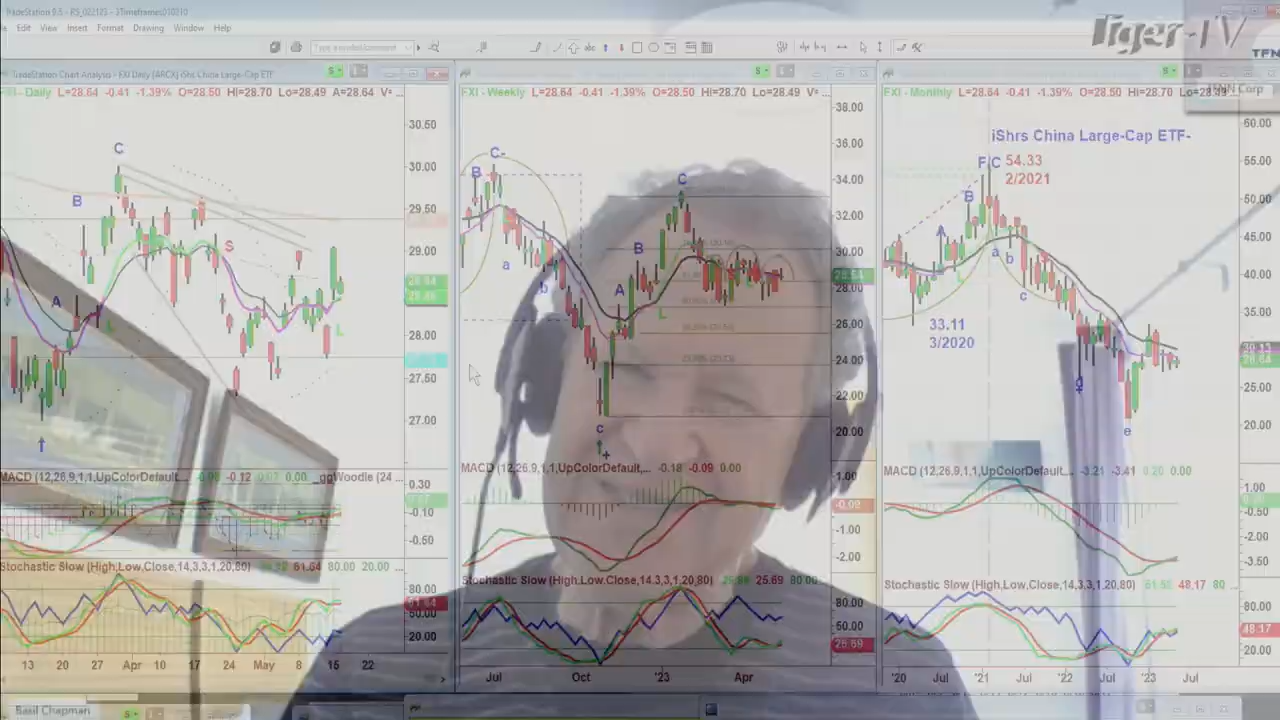 TradeStation 9.5 - RS_022123 - 3Timeframes010210
Edit View Insert Format Drawing Window Help
Type a symbol/command
Tiger-TV
TFN
TradeStation Chart Analysis - FXI Daily [ARCX] iShs China Large-Cap ETF
FXI - Daily L=28.64 -0.41 -1.39% O=28.50 Hi=28.70 Lo=28.49 A=28.64 V= ...
FXI - Weekly L=28.64 -0.41 -1.39% O=28.50 Hi=28.70 Lo=28.49 V= ...
FXI - Monthly L=28.64 -0.41 -1.39% O=28.50 Hi=28.70 Lo=28.49
30.50
30.00
29.50
29.00
28.64
28.00
27.50
27.00
C
B
A
S
S
L
L
38.00
36.00
34.00
32.00
30.00
28.64
28.00
26.00
24.00
22.00
20.00
C-
B
a
b
c
A
B
C
L
L
iShrs China Large-Cap ETF-
F/C 54.33
2/2021
B
A
L
a b
c
33.11
3/2020
d
e
60.00
55.00
50.00
45.00
40.00
35.00
25.00
20.00
MACD (12,26,9,1,1,UpColorDefault,... -0.12 0.07 0.00 _ggWoodie (24 ...
0.30
-0.10
-0.50
MACD (12,26,9,1,1,UpColorDefault,... -0.18 -0.09 0.00
1.00
-0.09
-1.00
-2.00
MACD (12,26,9,1,1,UpColorDefault,... -3.21 -3.41 0.20 0.00
1.00
-0.50
-2.00
-3.50
Stochastic Slow (High,Low,Close,14,3,3,1,20,80) 61.64 80.00 20.00 ...
80.00
61.64
20.00
Stochastic Slow (High,Low,Close,14,3,3,1,20,80) 25.69 80.00
80.00
50.00
25.69
Stochastic Slow (High,Low,Close,14,3,3,1,20,80) 48.17 80 ...
80.00
48.17
20.00
13 20 27 Apr 10 17 24 May 8 15 22
Jul Oct '23 Apr
'20 Jul '21 Jul '22 Jul '23 Jul
Basil Chapman